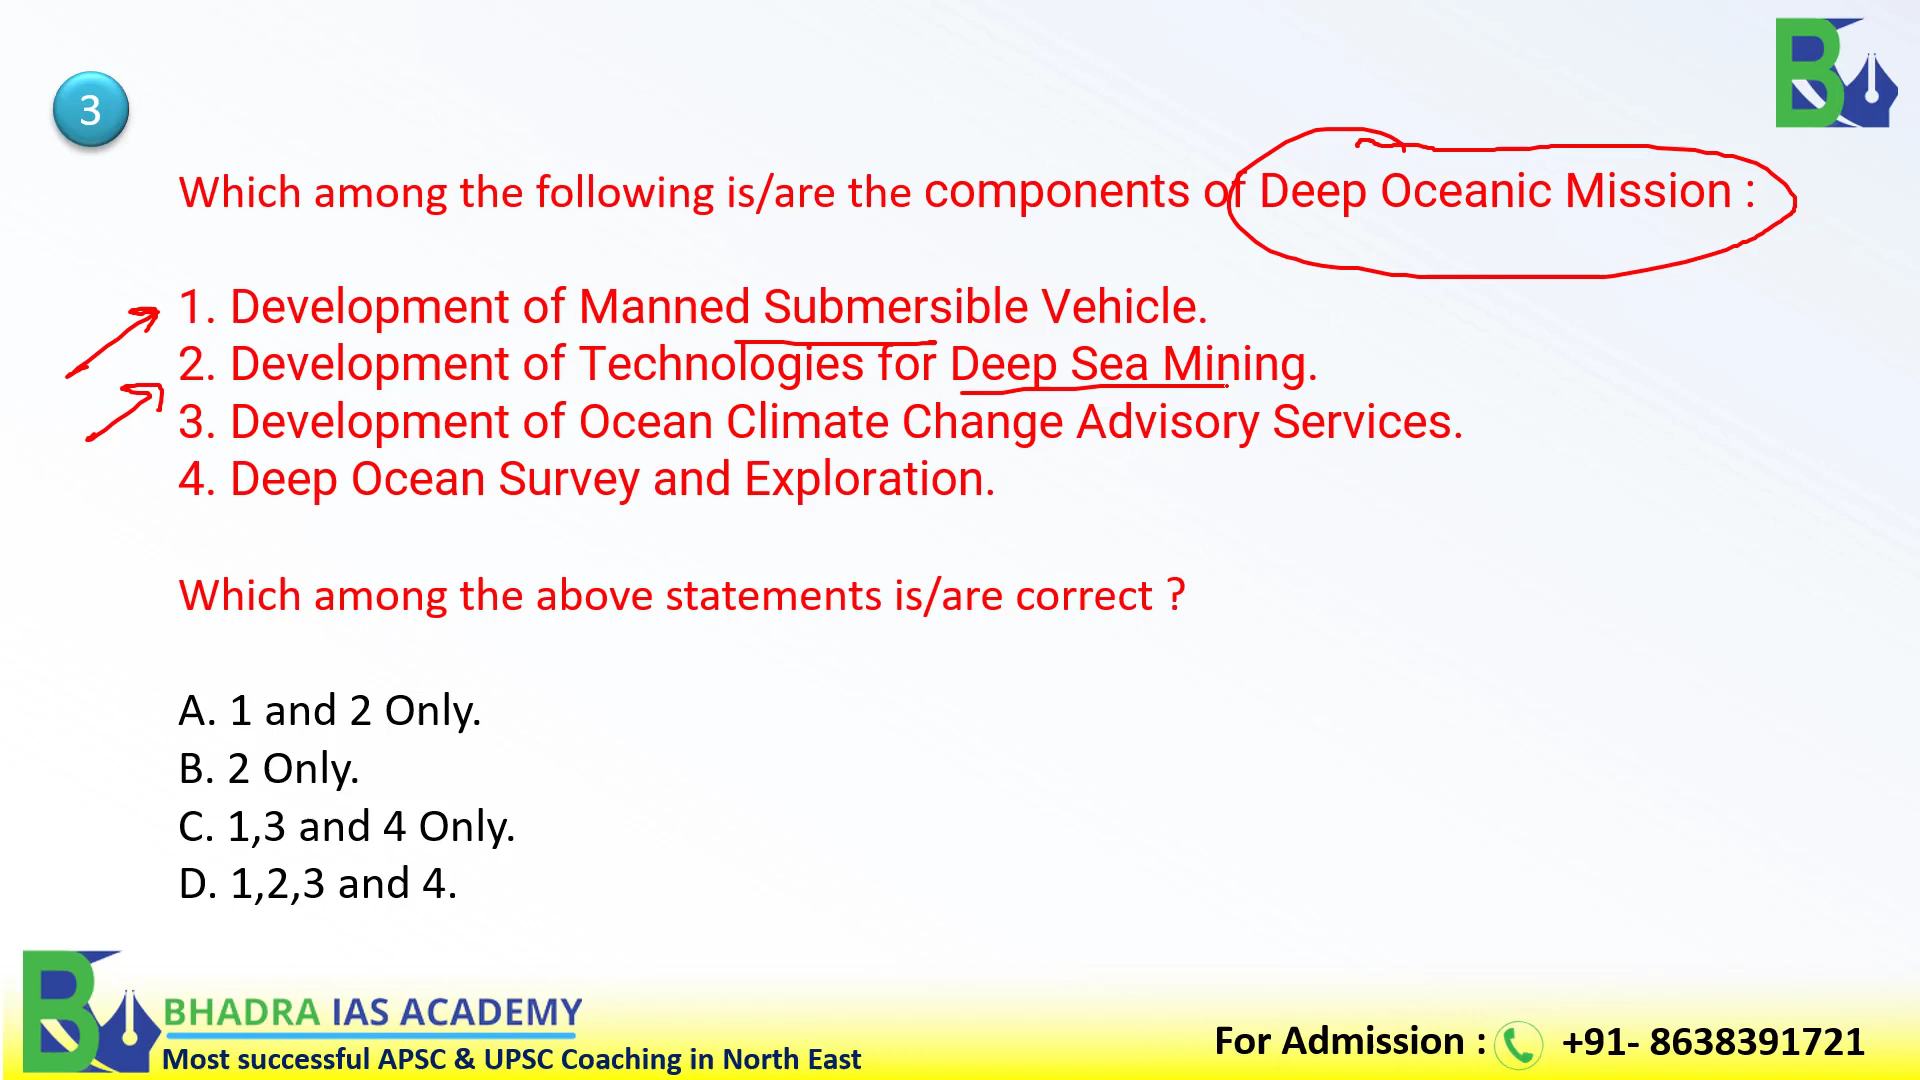 3
Which among the following is/are the components of Deep Oceanic Mission :
1. Development of Manned Submersible Vehicle.
2. Development of Technologies for Deep Sea Mining.
3. Development of Ocean Climate Change Advisory Services.
4. Deep Ocean Survey and Exploration.
Which among the above statements is/are correct ?
A. 1 and 2 Only.
B. 2 Only.
C. 1,3 and 4 Only.
D. 1,2,3 and 4.
BHADRA IAS ACADEMY
Most successful APSC & UPSC Coaching in North East
For Admission : +91- 8638391721